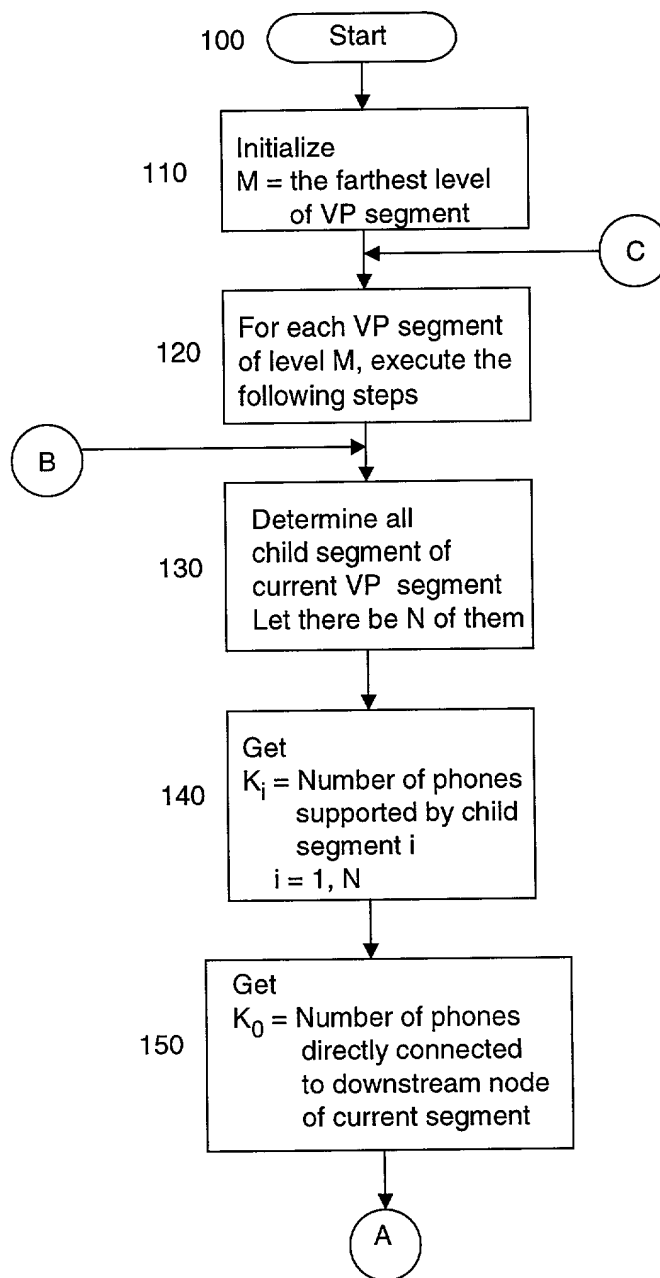 100 Start
110
Initialize
M = the farthest level
of VP segment
C
120
For each VP segment
of level M, execute the
following steps
B
130
Determine all
child segment of
current VP segment
Let there be N of them
140
Get
Ki = Number of phones
supported by child
segment i
i = 1, N
150
Get
K0 = Number of phones
directly connected
to downstream node
of current segment
A